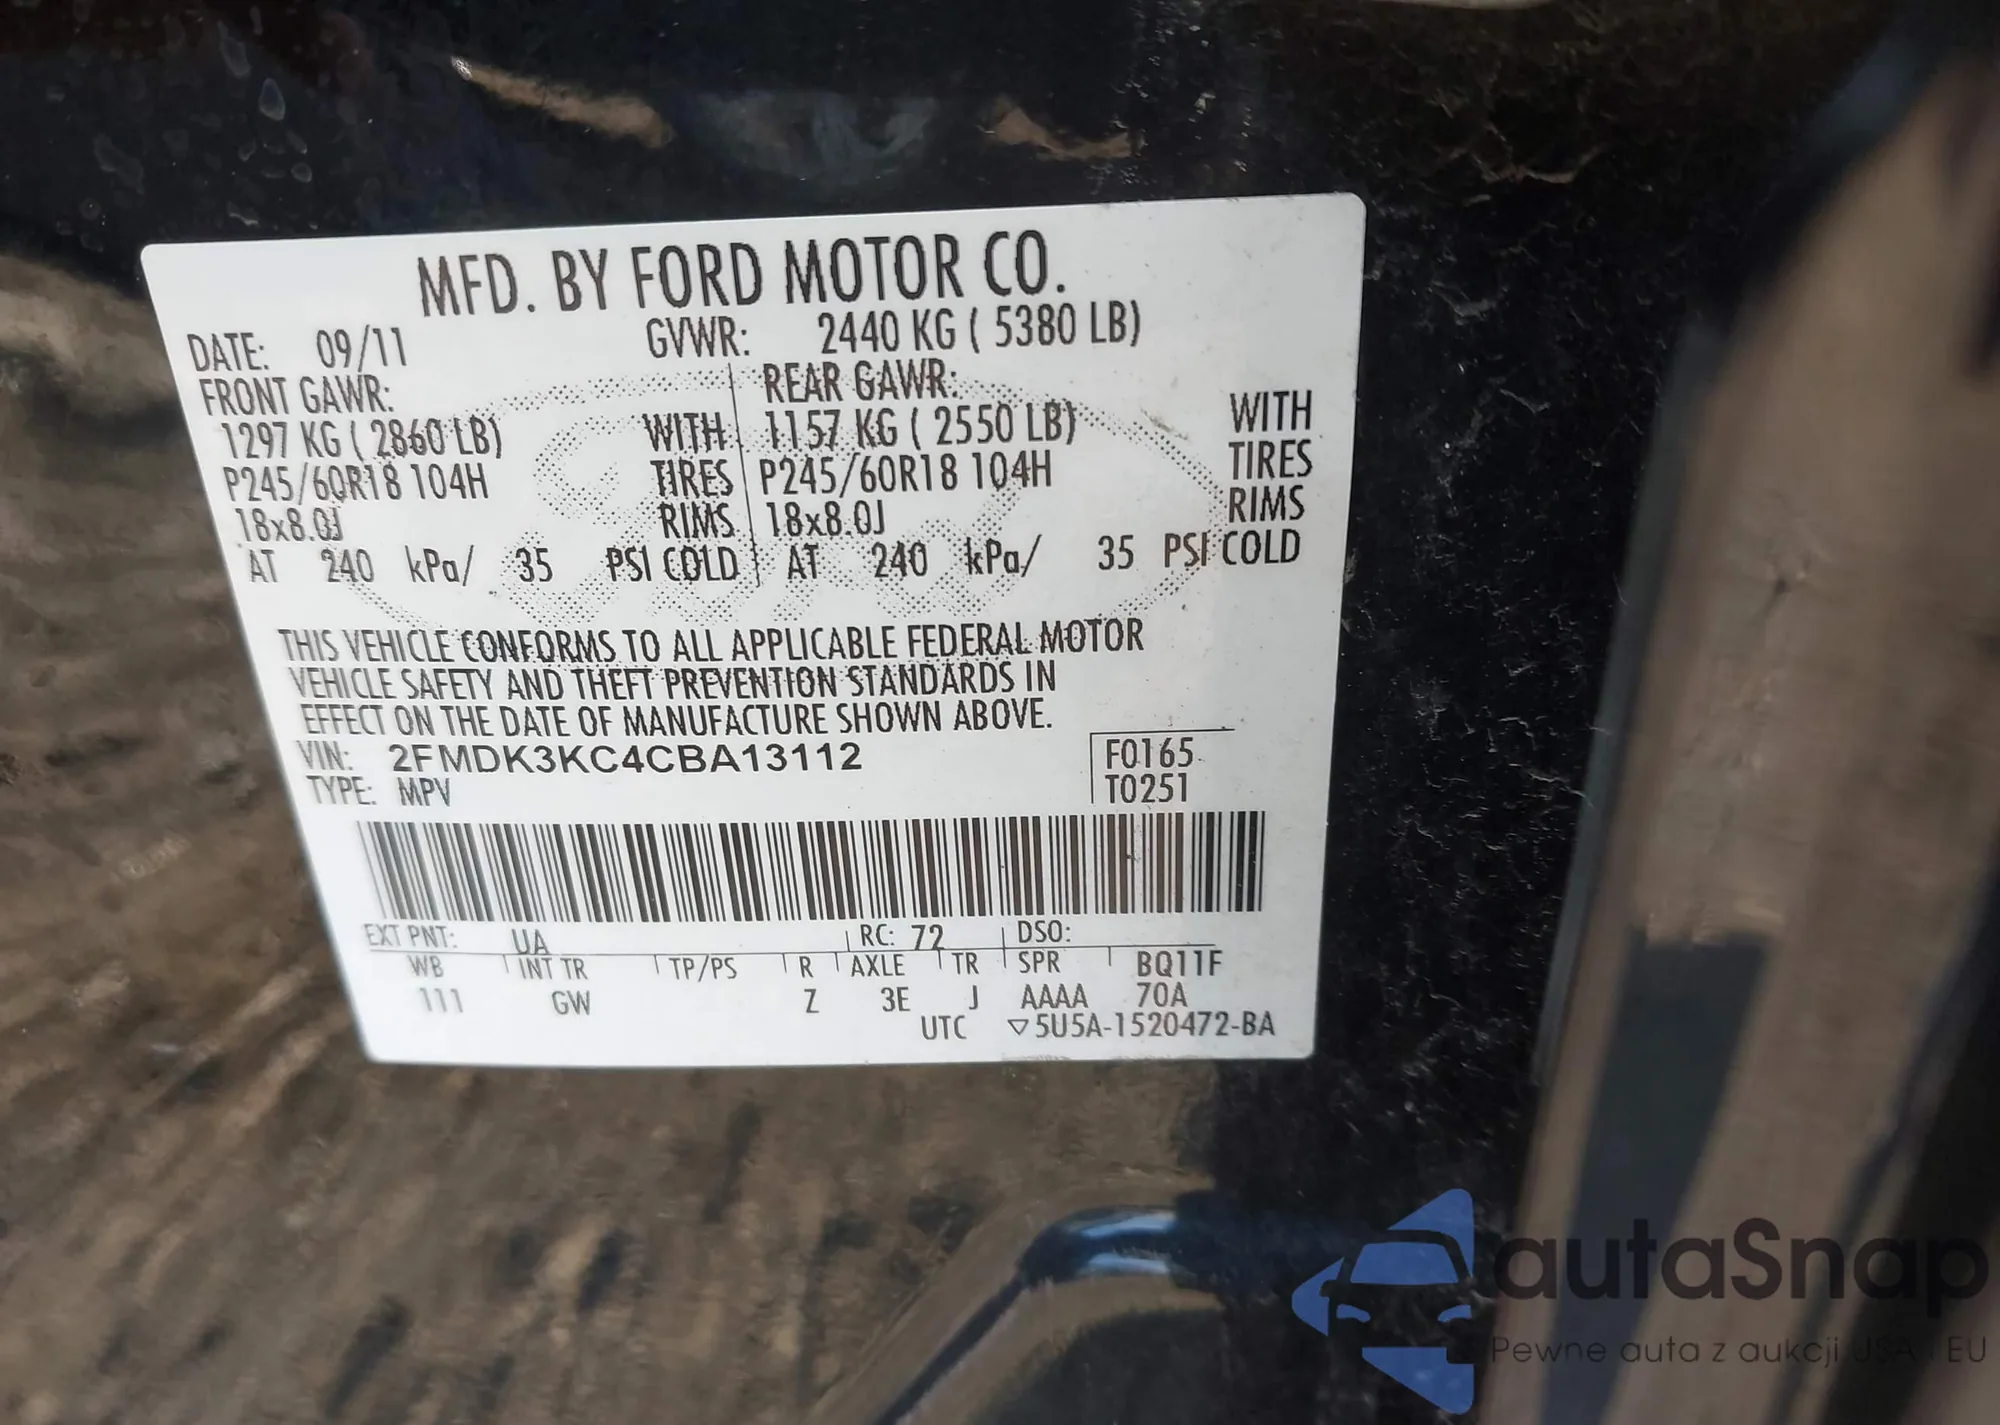 MFD. BY FORD MOTOR CO.
DATE: 09/11 GVWR: 2440 KG ( 5380 LB)
FRONT GAWR: REAR GAWR:
1297 KG ( 2860 LB) WITH 1157 KG ( 2550 LB) WITH
P245/60R18 104H TIRES P245/60R18 104H TIRES
18x8.0J RIMS 18x8.0J RIMS
AT 240 kPa/ 35 PSI COLD AT 240 kPa/ 35 PSI COLD
THIS VEHICLE CONFORMS TO ALL APPLICABLE FEDERAL MOTOR
VEHICLE SAFETY AND THEFT PREVENTION STANDARDS IN
EFFECT ON THE DATE OF MANUFACTURE SHOWN ABOVE.
VIN: 2FMDK3KC4CBA13112 F0165
TYPE: MPV T0251
EXT PNT: UA RC: 72 DSO:
WB INT TR TP/PS R AXLE TR SPR BQ11F
111 GW Z 3E J AAAA 70A
UTC ▽5U5A-1520472-BA
autaSnap
Pewne auta z aukcji USA i EU